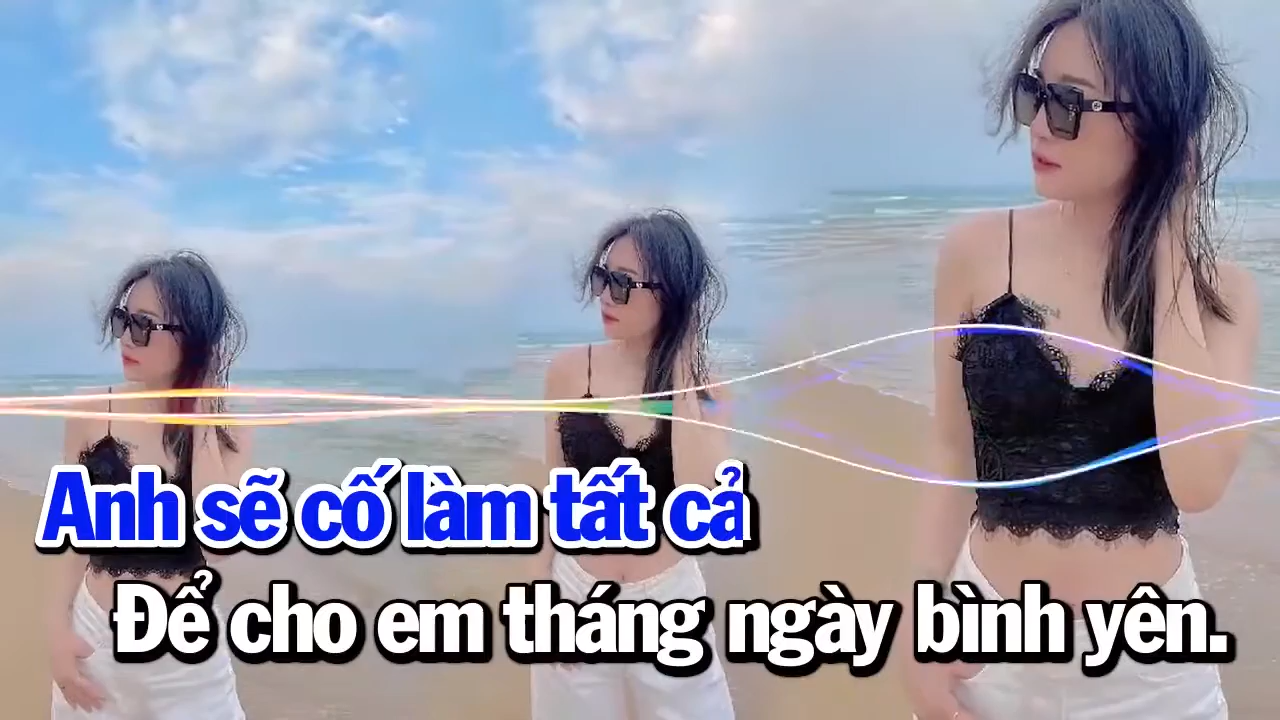 Anh sẽ cố làm tất cả
Để cho em tháng ngày bình yên.